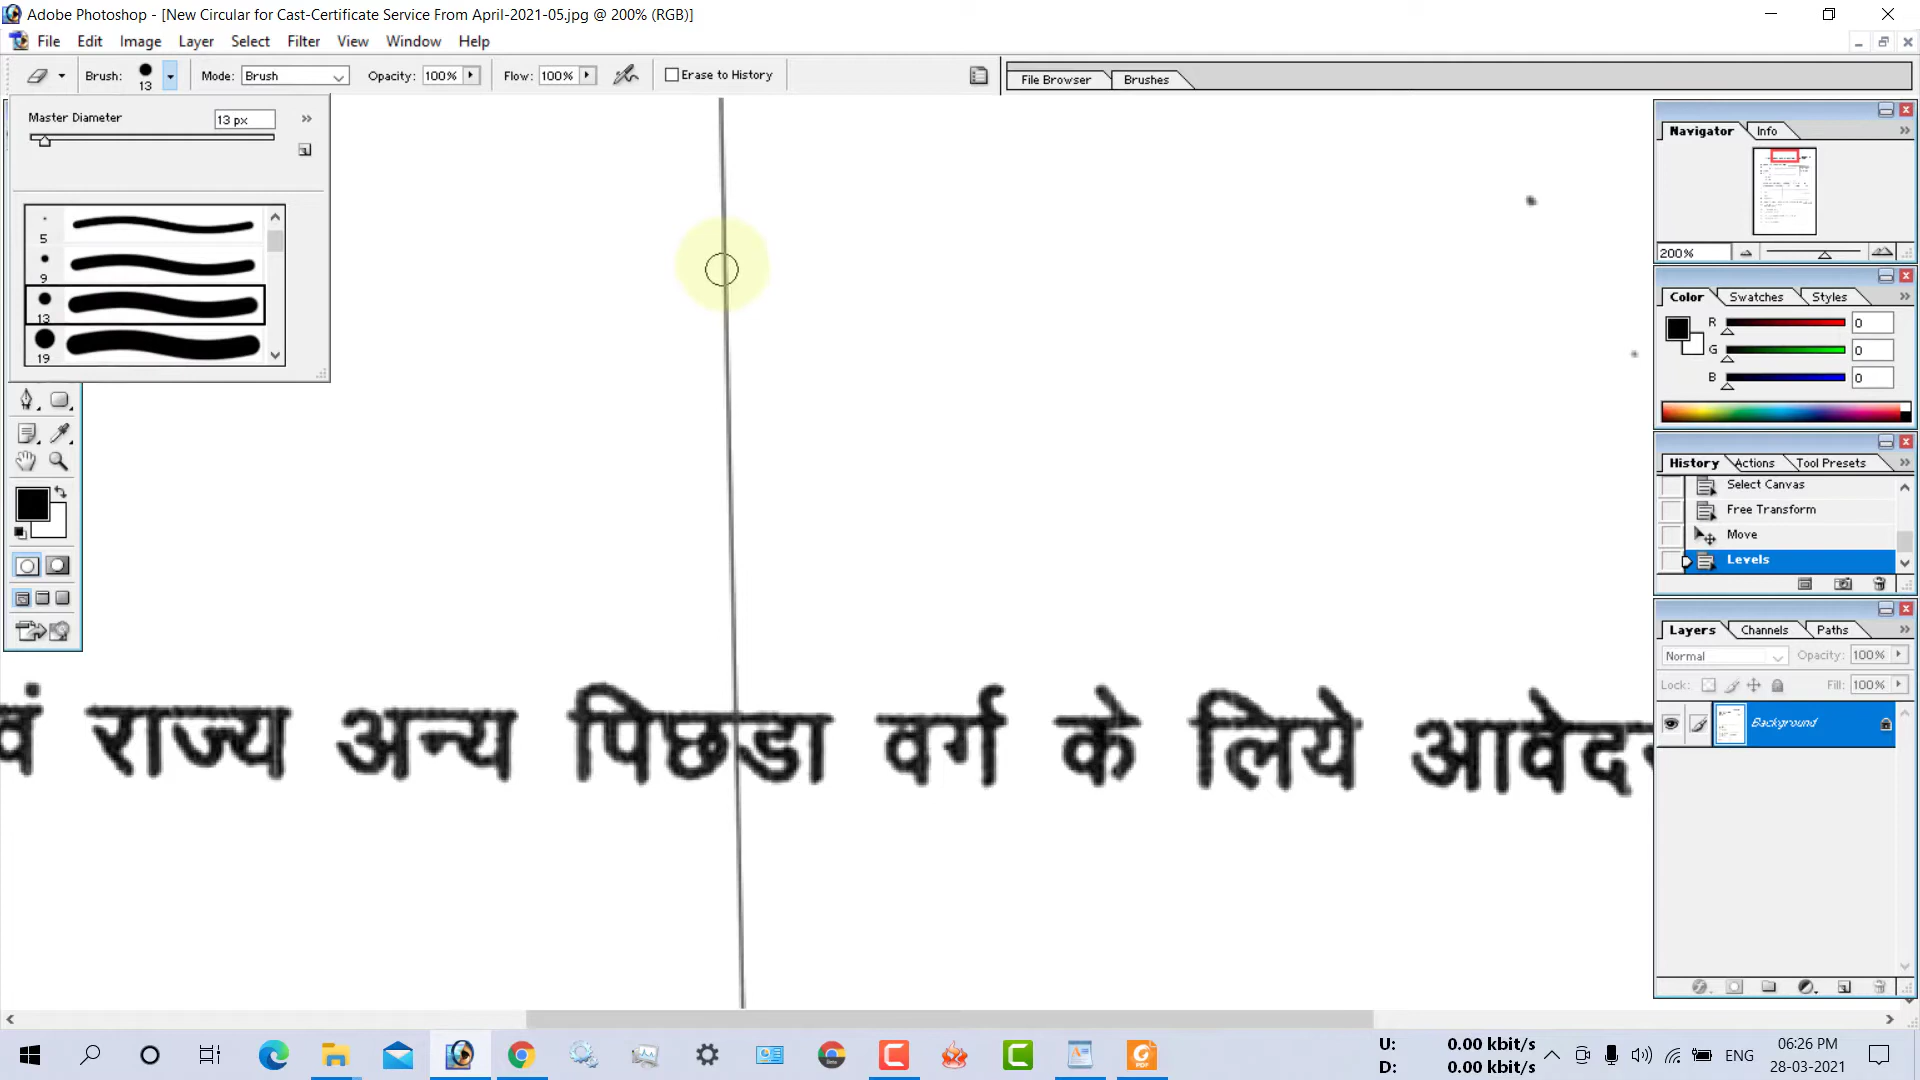 Adobe Photoshop - [New Circular for Cast-Certificate Service From April-2021-05.jpg @ 200% (RGB)]
File Edit Image Layer Select Filter View Window Help
Brush: 13 Mode: Brush Opacity: 100% Flow: 100% Erase to History File Browser Brushes
Master Diameter 13 px
5
9
13
19
Navigator Info
200%
Color Swatches Styles
R 0
G 0
B 0
History Actions Tool Presets
Select Canvas
Free Transform
Move
Levels
Layers Channels Paths
Normal Opacity: 100%
Lock: Fill: 100%
Background
वं राज्य अन्य पिछडा वर्ग के लिये आवेदन
U: 0.00 kbit/s
D: 0.00 kbit/s
ENG
06:26 PM
28-03-2021